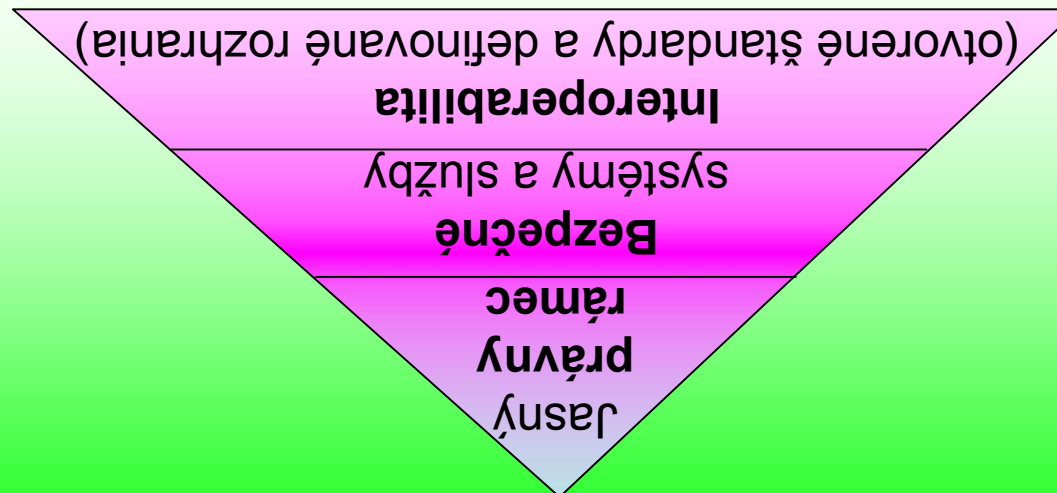 Jasný
právny
rámec
Bezpečné
systémy a služby
Interoperabilita
(otvorené štandardy a definované rozhrania)